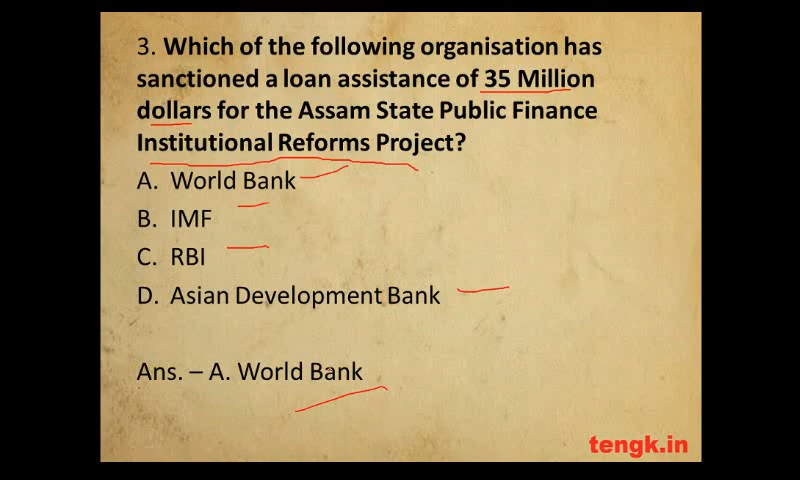 3. Which of the following organisation has
sanctioned a loan assistance of 35 Million
dollars for the Assam State Public Finance
Institutional Reforms Project?
A. World Bank
B. IMF
C. RBI
D. Asian Development Bank
Ans. – A. World Bank
tengk.in